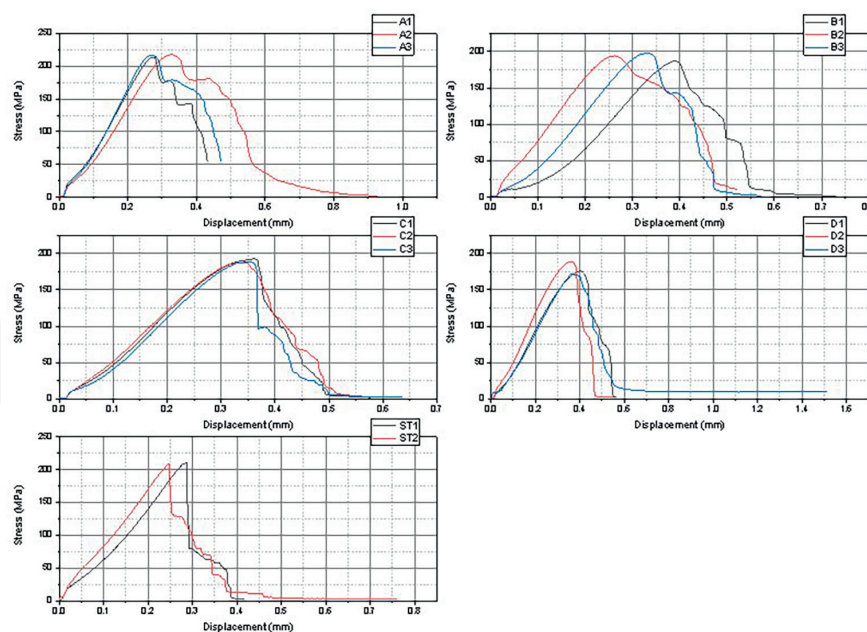 A1
A2
A3
250
200
150
100
50
0
Stress (MPa)
0.0 0.2 0.4 0.6 0.8 1.0
Displacement (mm)
B1
B2
B3
200
150
100
50
0
Stress (MPa)
0.0 0.1 0.2 0.3 0.4 0.5 0.6 0.7 0.8
Displacement (mm)
C1
C2
C3
200
150
100
50
0
Stress (MPa)
0.0 0.1 0.2 0.3 0.4 0.5 0.6 0.7
Displacement (mm)
D1
D2
D3
200
150
100
50
0
Stress (MPa)
0.0 0.2 0.4 0.6 0.8 1.0 1.2 1.4 1.6
Displacement (mm)
ST1
ST2
250
200
150
100
50
0
Stress (MPa)
0.0 0.1 0.2 0.3 0.4 0.5 0.6 0.7 0.8
Displacement (mm)